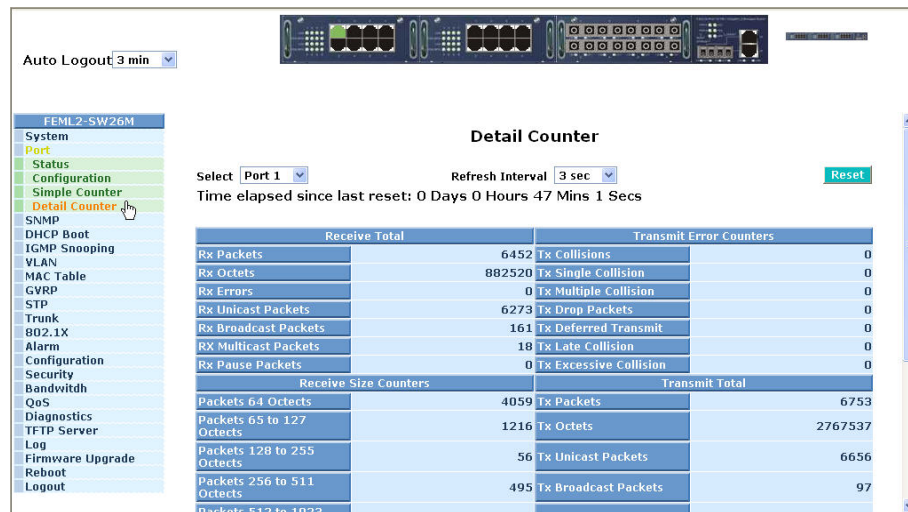 Auto Logout 3 min
FEML2-SW26M
System
Port
Status
Configuration
Simple Counter
Detail Counter
SNMP
DHCP Boot
IGMP Snooping
VLAN
MAC Table
GVRP
STP
Trunk
802.1X
Alarm
Configuration
Security
Bandwitdh
QoS
Diagnostics
TFTP Server
Log
Firmware Upgrade
Reboot
Logout
Detail Counter
Select Port 1 Refresh Interval 3 sec Reset
Time elapsed since last reset: 0 Days 0 Hours 47 Mins 1 Secs
Receive Total Transmit Error Counters
Rx Packets 6452 Tx Collisions 0
Rx Octets 882520 Tx Single Collision 0
Rx Errors 0 Tx Multiple Collision 0
Rx Unicast Packets 6273 Tx Drop Packets 0
Rx Broadcast Packets 161 Tx Deferred Transmit 0
RX Multicast Packets 18 Tx Late Collision 0
Rx Pause Packets 0 Tx Excessive Collision 0
Receive Size Counters Transmit Total
Packets 64 Octects 4059 Tx Packets 6753
Packets 65 to 127
Octects 1216 Tx Octets 2767537
Packets 128 to 255
Octects 56 Tx Unicast Packets 6656
Packets 256 to 511
Octects 495 Tx Broadcast Packets 97
Packets 512 to 1023